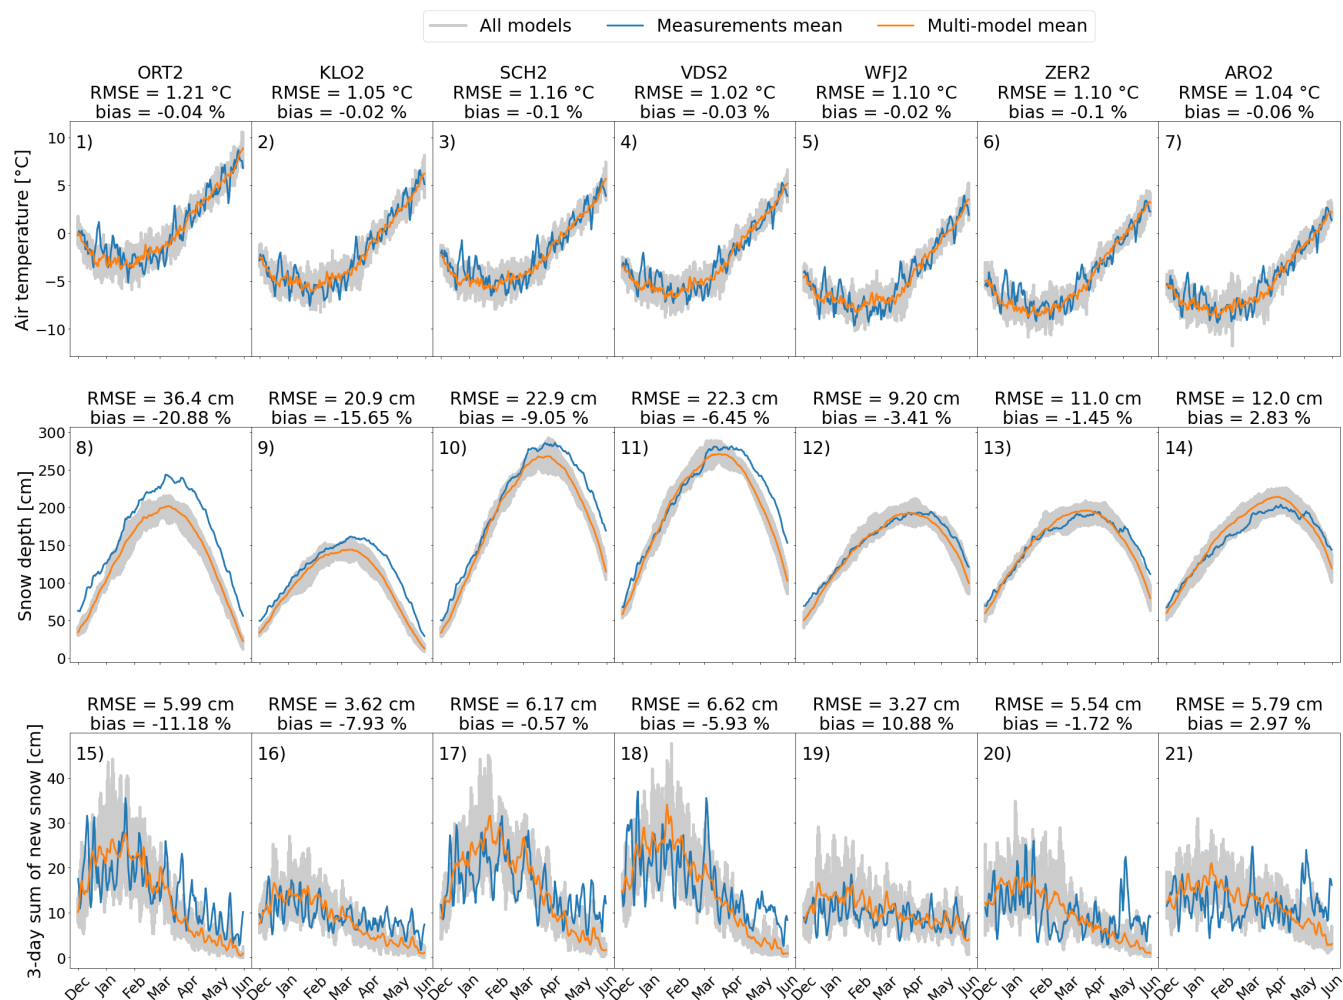 All models Measurements mean Multi-model mean
ORT2 KLO2 SCH2 VDS2 WFJ2 ZER2 ARO2
RMSE = 1.21 °C RMSE = 1.05 °C RMSE = 1.16 °C RMSE = 1.02 °C RMSE = 1.10 °C RMSE = 1.10 °C RMSE = 1.04 °C
bias = -0.04 % bias = -0.02 % bias = -0.1 % bias = -0.03 % bias = -0.02 % bias = -0.1 % bias = -0.06 %
1) 2) 3) 4) 5) 6) 7)
Air temperature [°C]
10
5
0
−5
−10
RMSE = 36.4 cm RMSE = 20.9 cm RMSE = 22.9 cm RMSE = 22.3 cm RMSE = 9.20 cm RMSE = 11.0 cm RMSE = 12.0 cm
bias = -20.88 % bias = -15.65 % bias = -9.05 % bias = -6.45 % bias = -3.41 % bias = -1.45 % bias = 2.83 %
8) 9) 10) 11) 12) 13) 14)
Snow depth [cm]
300
250
200
150
100
50
0
RMSE = 5.99 cm RMSE = 3.62 cm RMSE = 6.17 cm RMSE = 6.62 cm RMSE = 3.27 cm RMSE = 5.54 cm RMSE = 5.79 cm
bias = -11.18 % bias = -7.93 % bias = -0.57 % bias = -5.93 % bias = 10.88 % bias = -1.72 % bias = 2.97 %
15) 16) 17) 18) 19) 20) 21)
3-day sum of new snow [cm]
40
30
20
10
0
Dec Jan Feb Mar Apr May Jun Dec Jan Feb Mar Apr May Jun Dec Jan Feb Mar Apr May Jun Dec Jan Feb Mar Apr May Jun Dec Jan Feb Mar Apr May Jun Dec Jan Feb Mar Apr May Jun Dec Jan Feb Mar Apr May Jun